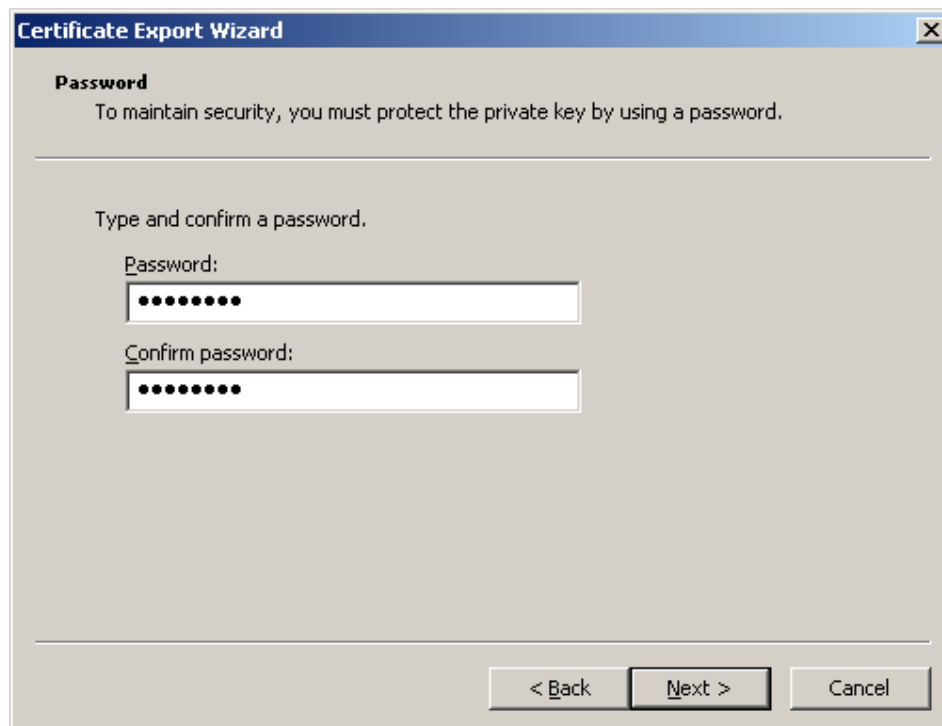 Certificate Export Wizard
Password
To maintain security, you must protect the private key by using a password.
Type and confirm a password.
Password:
••••••••
Confirm password:
••••••••
< Back Next > Cancel